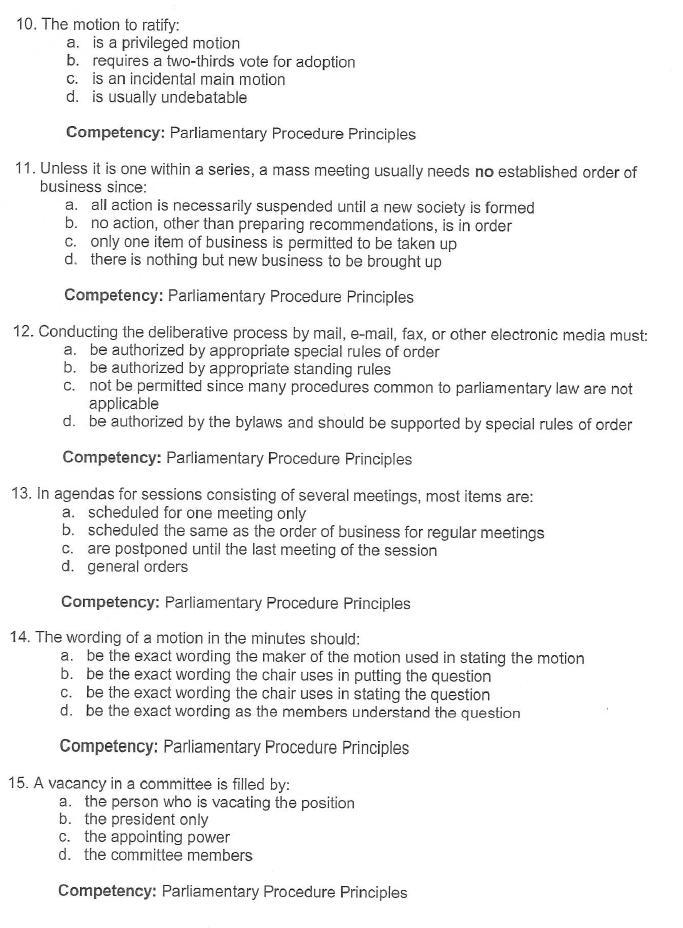 10. The motion to ratify:
a. is a privileged motion
b. requires a two-thirds vote for adoption
c. is an incidental main motion
d. is usually undebatable
Competency: Parliamentary Procedure Principles
11. Unless it is one within a series, a mass meeting usually needs no established order of
business since:
a. all action is necessarily suspended until a new society is formed
b. no action, other than preparing recommendations, is in order
c. only one item of business is permitted to be taken up
d. there is nothing but new business to be brought up
Competency: Parliamentary Procedure Principles
12. Conducting the deliberative process by mail, e-mail, fax, or other electronic media must:
a. be authorized by appropriate special rules of order
b. be authorized by appropriate standing rules
c. not be permitted since many procedures common to parliamentary law are not
applicable
d. be authorized by the bylaws and should be supported by special rules of order
Competency: Parliamentary Procedure Principles
13. In agendas for sessions consisting of several meetings, most items are:
a. scheduled for one meeting only
b. scheduled the same as the order of business for regular meetings
c. are postponed until the last meeting of the session
d. general orders
Competency: Parliamentary Procedure Principles
14. The wording of a motion in the minutes should:
a. be the exact wording the maker of the motion used in stating the motion
b. be the exact wording the chair uses in putting the question
c. be the exact wording the chair uses in stating the question
d. be the exact wording as the members understand the question
Competency: Parliamentary Procedure Principles
15. A vacancy in a committee is filled by:
a. the person who is vacating the position
b. the president only
c. the appointing power
d. the committee members
Competency: Parliamentary Procedure Principles